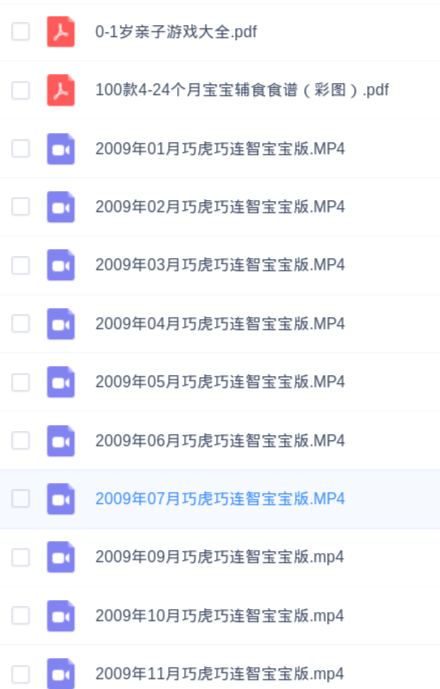 0-1岁亲子游戏大全.pdf
100款4-24个月宝宝辅食食谱（彩图）.pdf
2009年01月巧虎巧连智宝宝版.MP4
2009年02月巧虎巧连智宝宝版.MP4
2009年03月巧虎巧连智宝宝版.MP4
2009年04月巧虎巧连智宝宝版.MP4
2009年05月巧虎巧连智宝宝版.MP4
2009年06月巧虎巧连智宝宝版.MP4
2009年07月巧虎巧连智宝宝版.MP4
2009年09月巧虎巧连智宝宝版.mp4
2009年10月巧虎巧连智宝宝版.mp4
2009年11月巧虎巧连智宝宝版.mp4